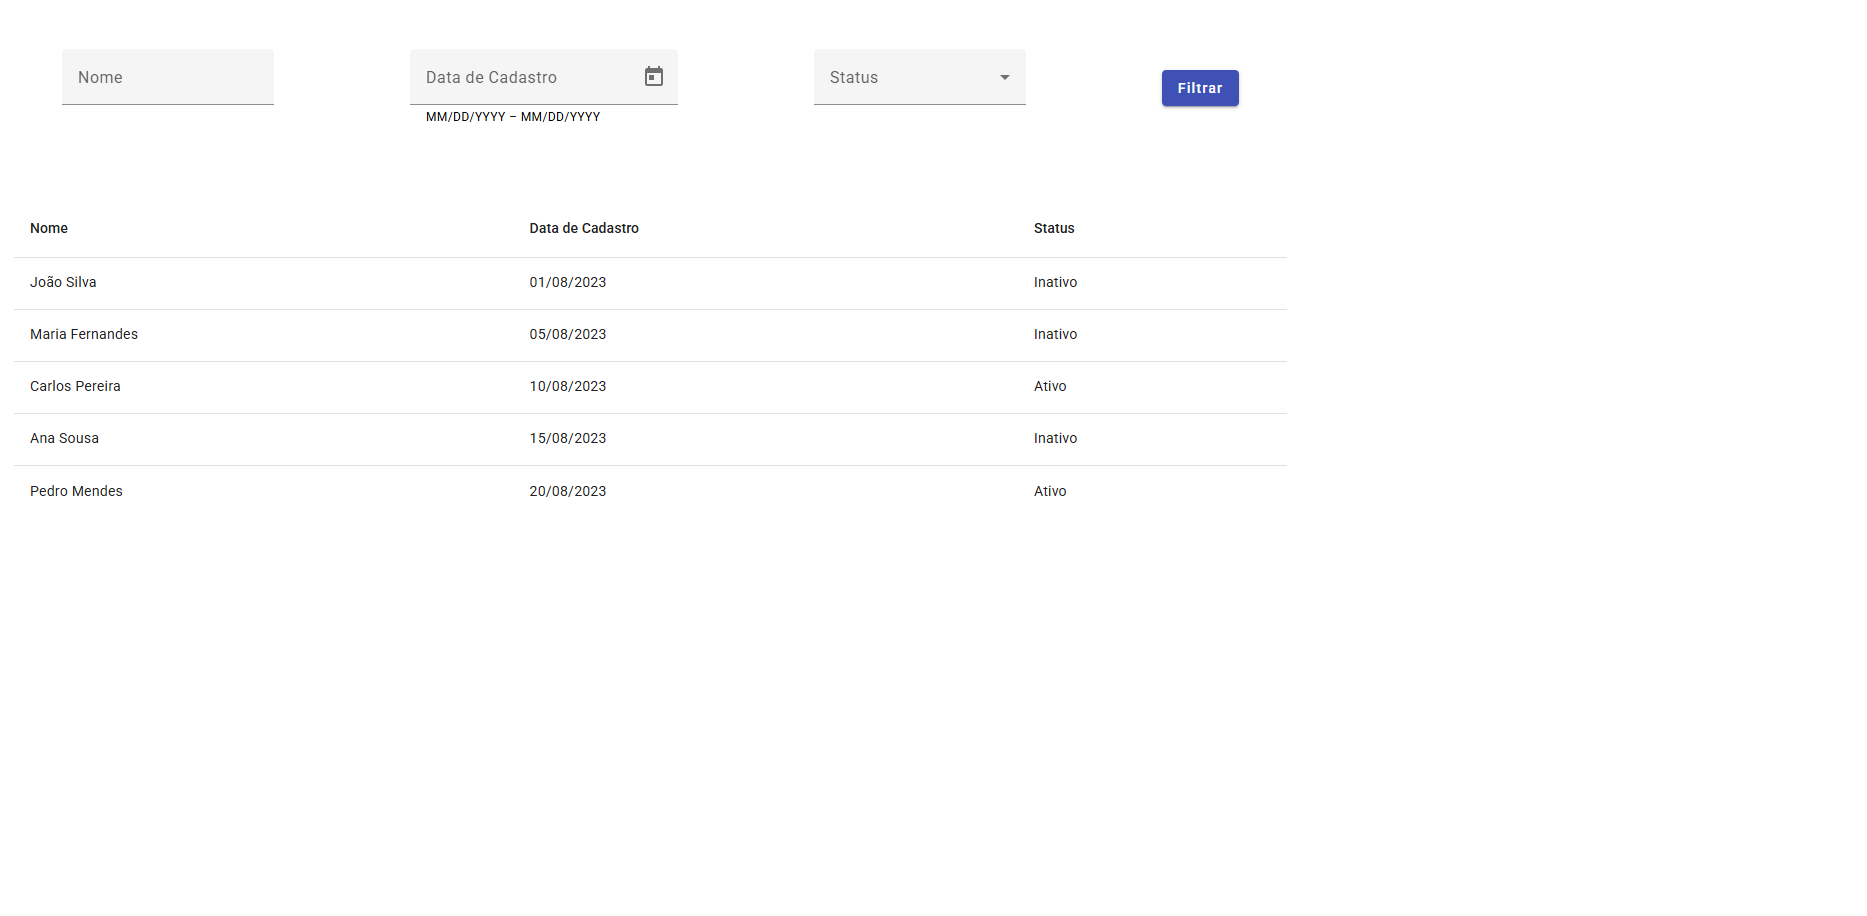 Nome
Data de Cadastro
Status
Filtrar
MM/DD/YYYY – MM/DD/YYYY
Nome Data de Cadastro Status
João Silva 01/08/2023 Inativo
Maria Fernandes 05/08/2023 Inativo
Carlos Pereira 10/08/2023 Ativo
Ana Sousa 15/08/2023 Inativo
Pedro Mendes 20/08/2023 Ativo